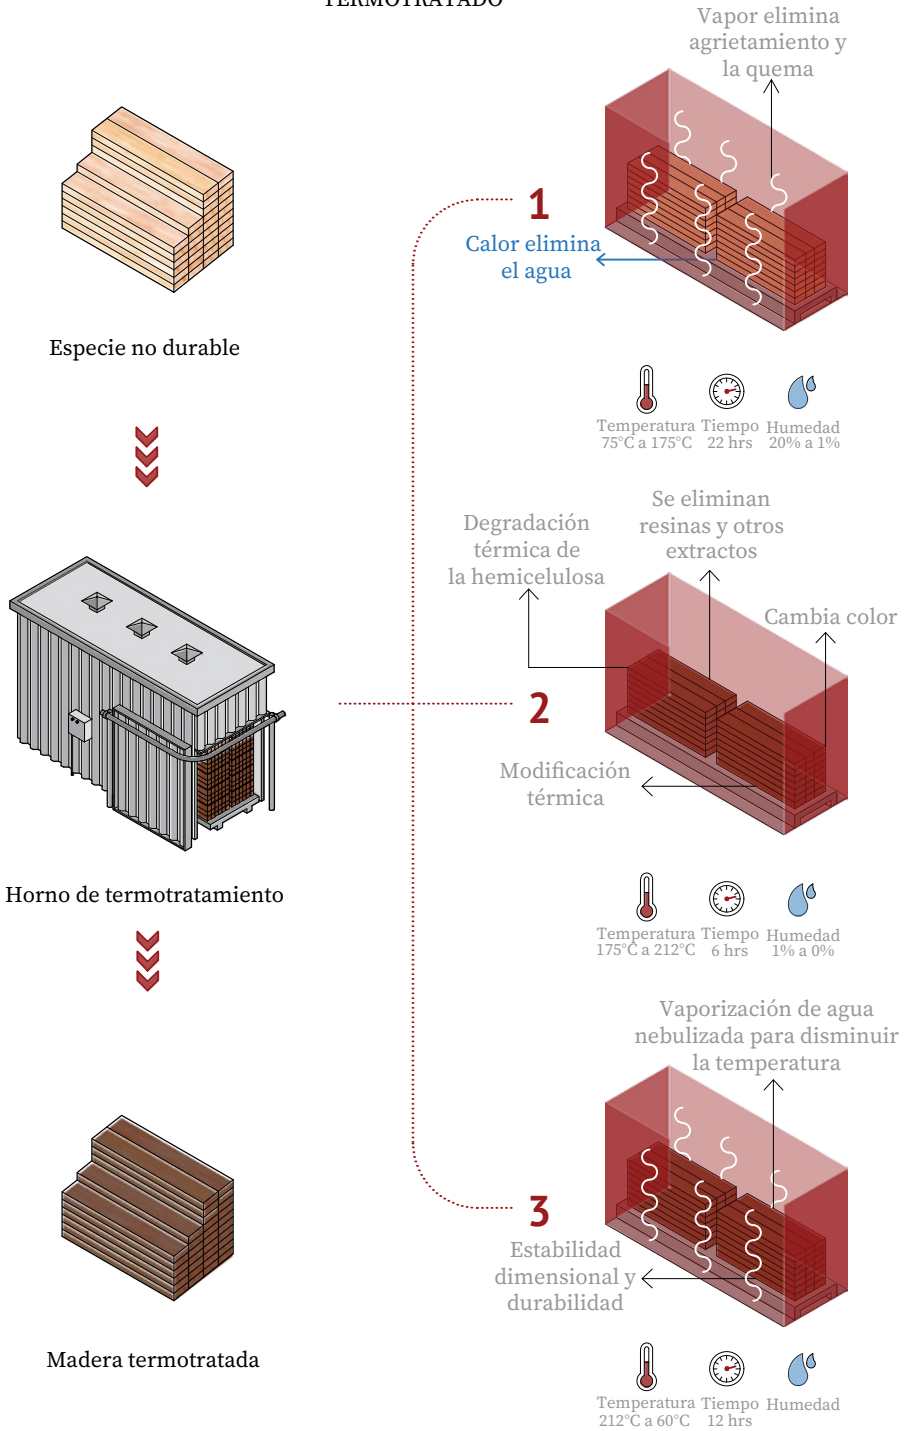 TERMOTRATADO
Vapor elimina
agrietamiento y
la quema
1
Calor elimina
el agua
Especie no durable
Temperatura
75°C a 175°C
Tiempo
22 hrs
Humedad
20% a 1%
Degradación
térmica de
la hemicelulosa
Se eliminan
resinas y otros
extractos
Cambia color
2
Modificación
térmica
Horno de termotratamiento
Temperatura
175°C a 212°C
Tiempo
6 hrs
Humedad
1% a 0%
Vaporización de agua
nebulizada para disminuir
la temperatura
3
Estabilidad
dimensional y
durabilidad
Madera termotratada
Temperatura
212°C a 60°C
Tiempo
12 hrs
Humedad